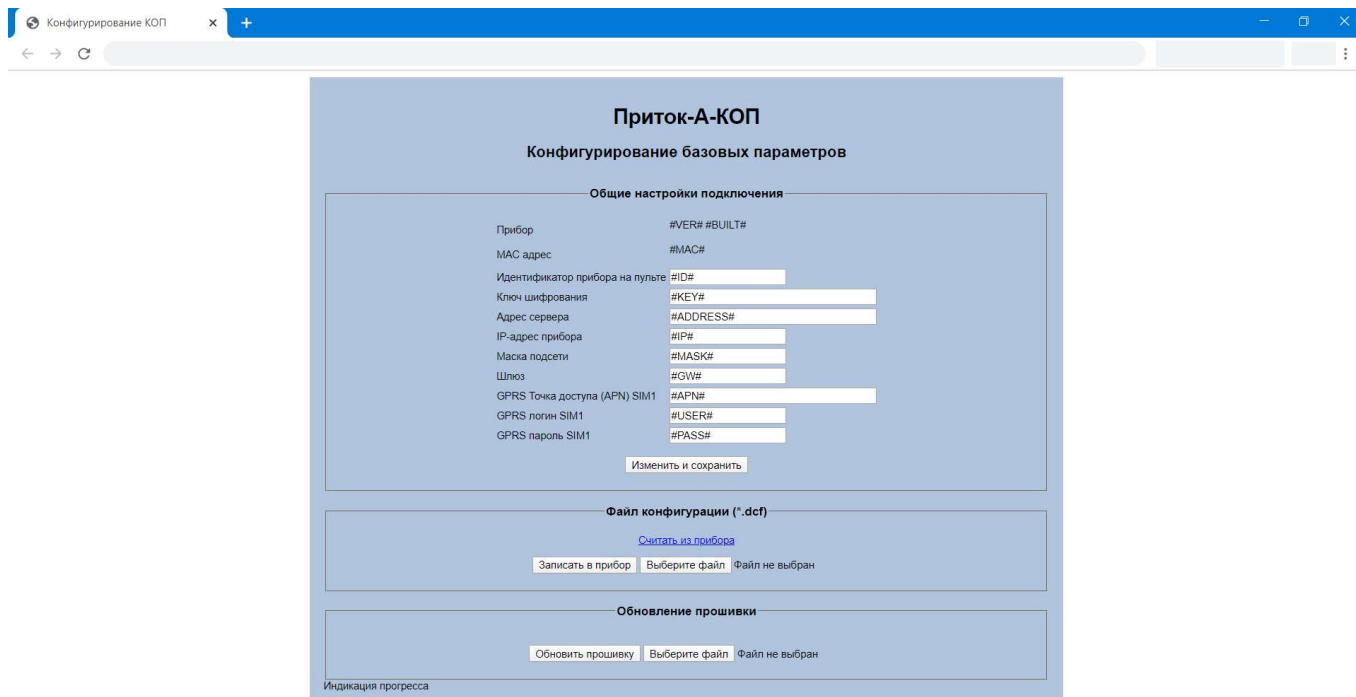 Конфигурирование КОП
Приток-А-КОП
Конфигурирование базовых параметров
Общие настройки подключения
Прибор #VER# #BUILT#
MAC адрес #MAC#
Идентификатор прибора на пульте #ID#
Ключ шифрования #KEY#
Адрес сервера #ADDRESS#
IP-адрес прибора #IP#
Маска подсети #MASK#
Шлюз #GW#
GPRS Точка доступа (APN) SIM1 #APN#
GPRS логин SIM1 #USER#
GPRS пароль SIM1 #PASS#
Изменить и сохранить
Файл конфигурации (*.dcf)
Считать из прибора
Записать в прибор Выберите файл Файл не выбран
Обновление прошивки
Обновить прошивку Выберите файл Файл не выбран
Индикация прогресса